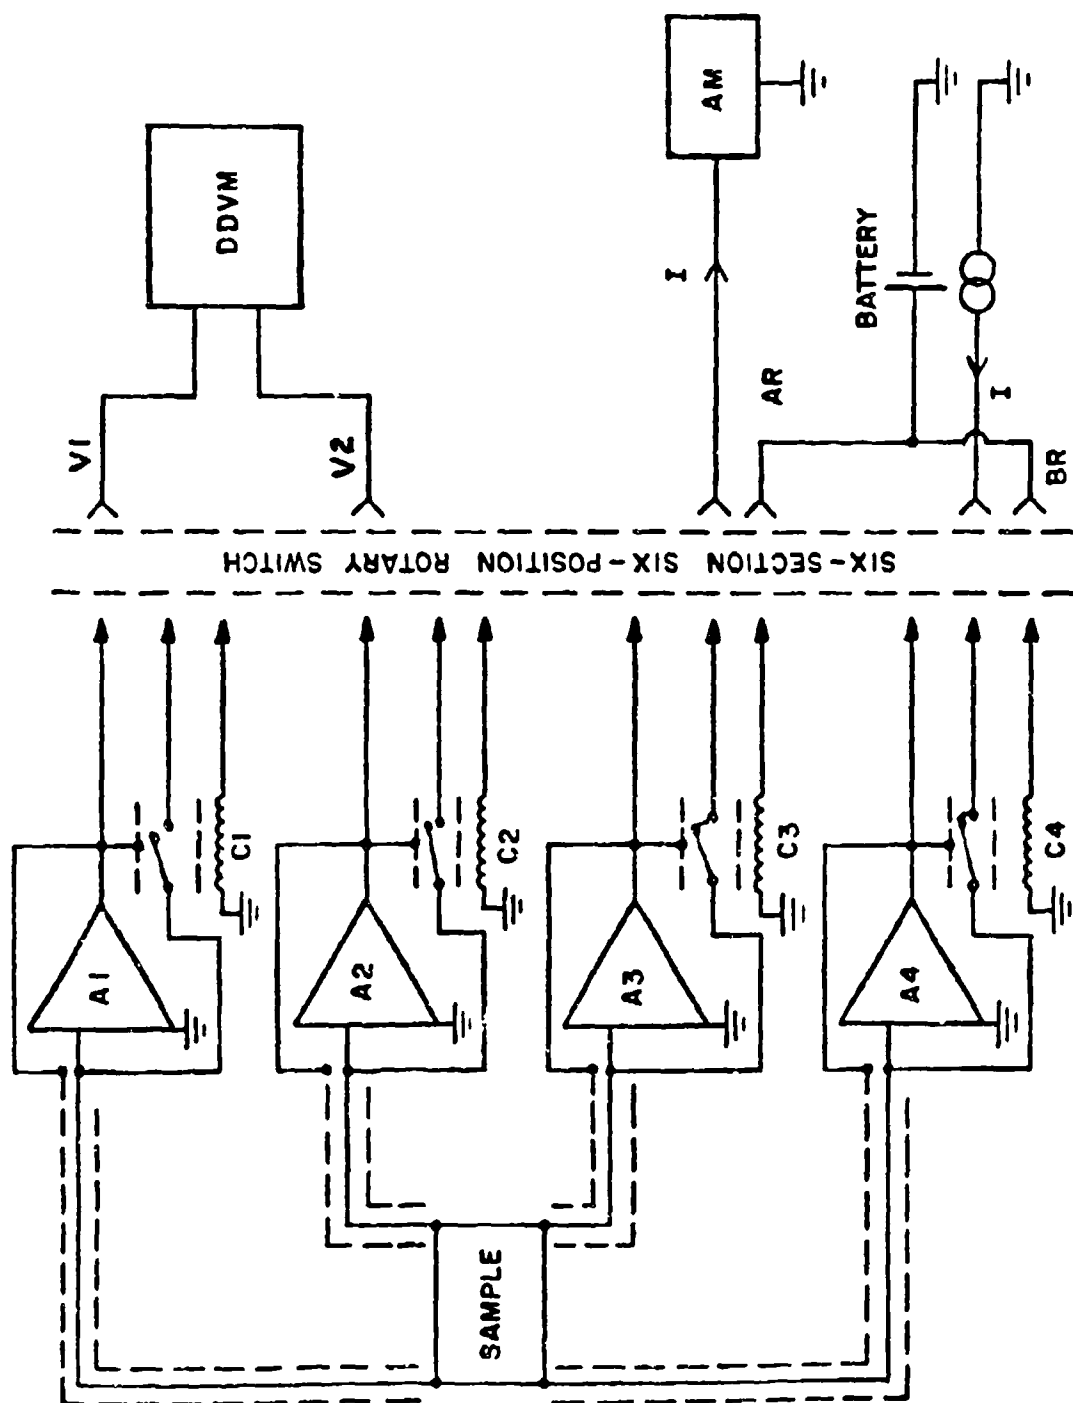 DDVM
V1
V2
AM
I
AR
BATTERY
I
BR
SIX-SECTION SIX-POSITION ROTARY SWITCH
A1
C1
A2
C2
A3
C3
A4
C4
SAMPLE